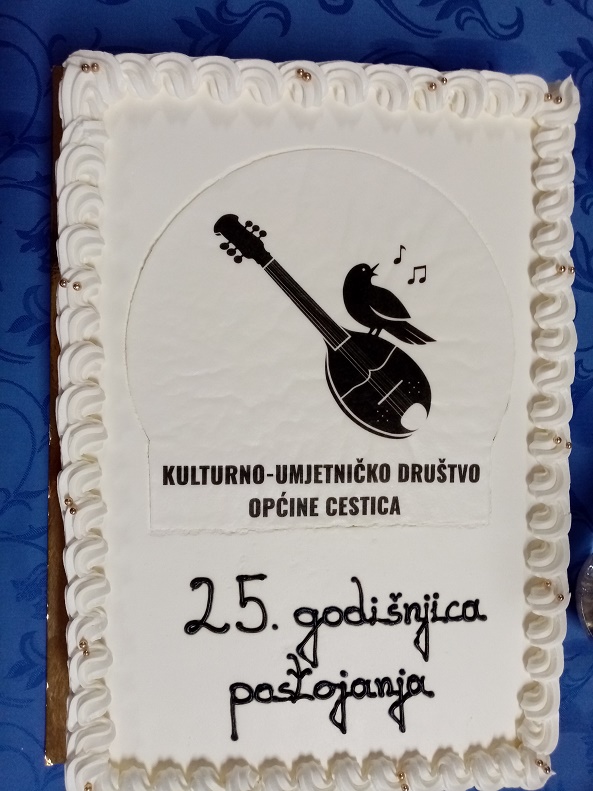 KULTURNO-UMJETNIČKO DRUŠTVO
OPĆINE CESTICA
25. godišnjica
postojanja